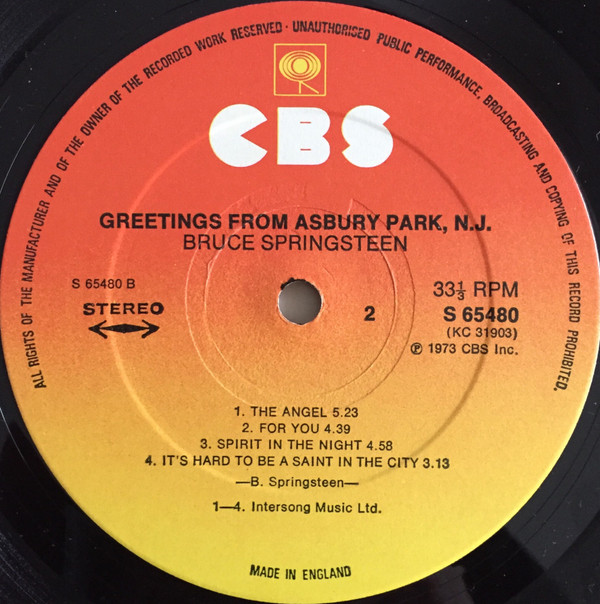 ALL RIGHTS OF THE MANUFACTURER AND OF THE OWNER OF THE RECORDED WORK RESERVED · UNAUTHORISED PUBLIC PERFORMANCE, BROADCASTING AND COPYING OF THIS RECORD PROHIBITED.
CBS
GREETINGS FROM ASBURY PARK, N.J.
BRUCE SPRINGSTEEN
S 65480 B
STEREO
2
33⅓ RPM
S 65480
(KC 31903)
℗ 1973 CBS Inc.
1. THE ANGEL 5.23
2. FOR YOU 4.39
3. SPIRIT IN THE NIGHT 4.58
4. IT'S HARD TO BE A SAINT IN THE CITY 3.13
—B. Springsteen—
1—4. Intersong Music Ltd.
MADE IN ENGLAND